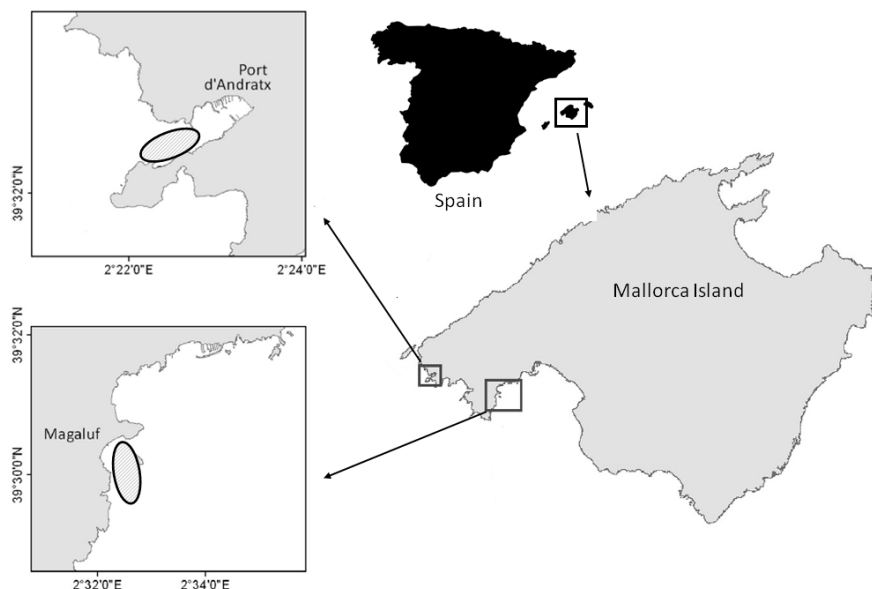 Port
d'Andratx
39°32'0"N
2°22'0"E
2°24'0"E
Spain
Mallorca Island
39°32'0"N
Magaluf
39°30'0"N
2°32'0"E
2°34'0"E